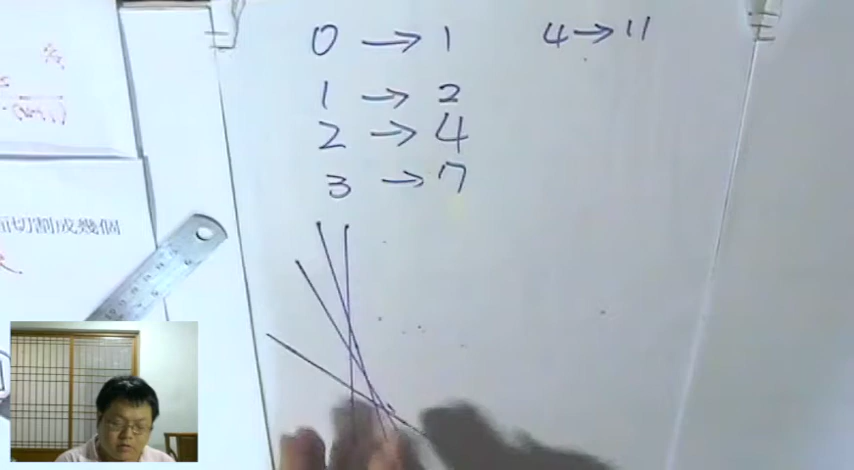 0 → 1
4 → 11
1 → 2
2 → 4
3 → 7
切割成幾個